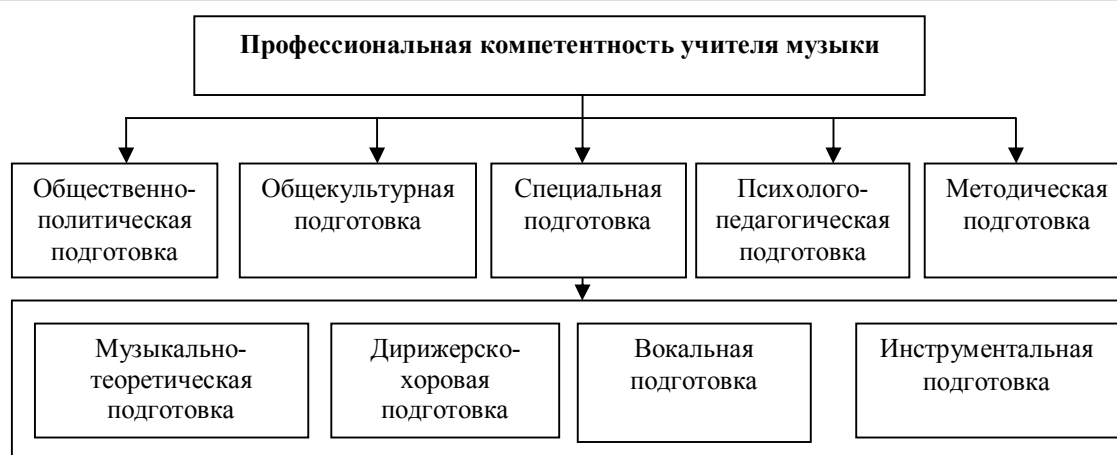 Профессиональная компетентность учителя музыки
Общественно-
политическая
подготовка
Общекультурная
подготовка
Специальная
подготовка
Психолого-
педагогическая
подготовка
Методическая
подготовка
Музыкально-
теоретическая
подготовка
Дирижерско-
хоровая
подготовка
Вокальная
подготовка
Инструментальная
подготовка